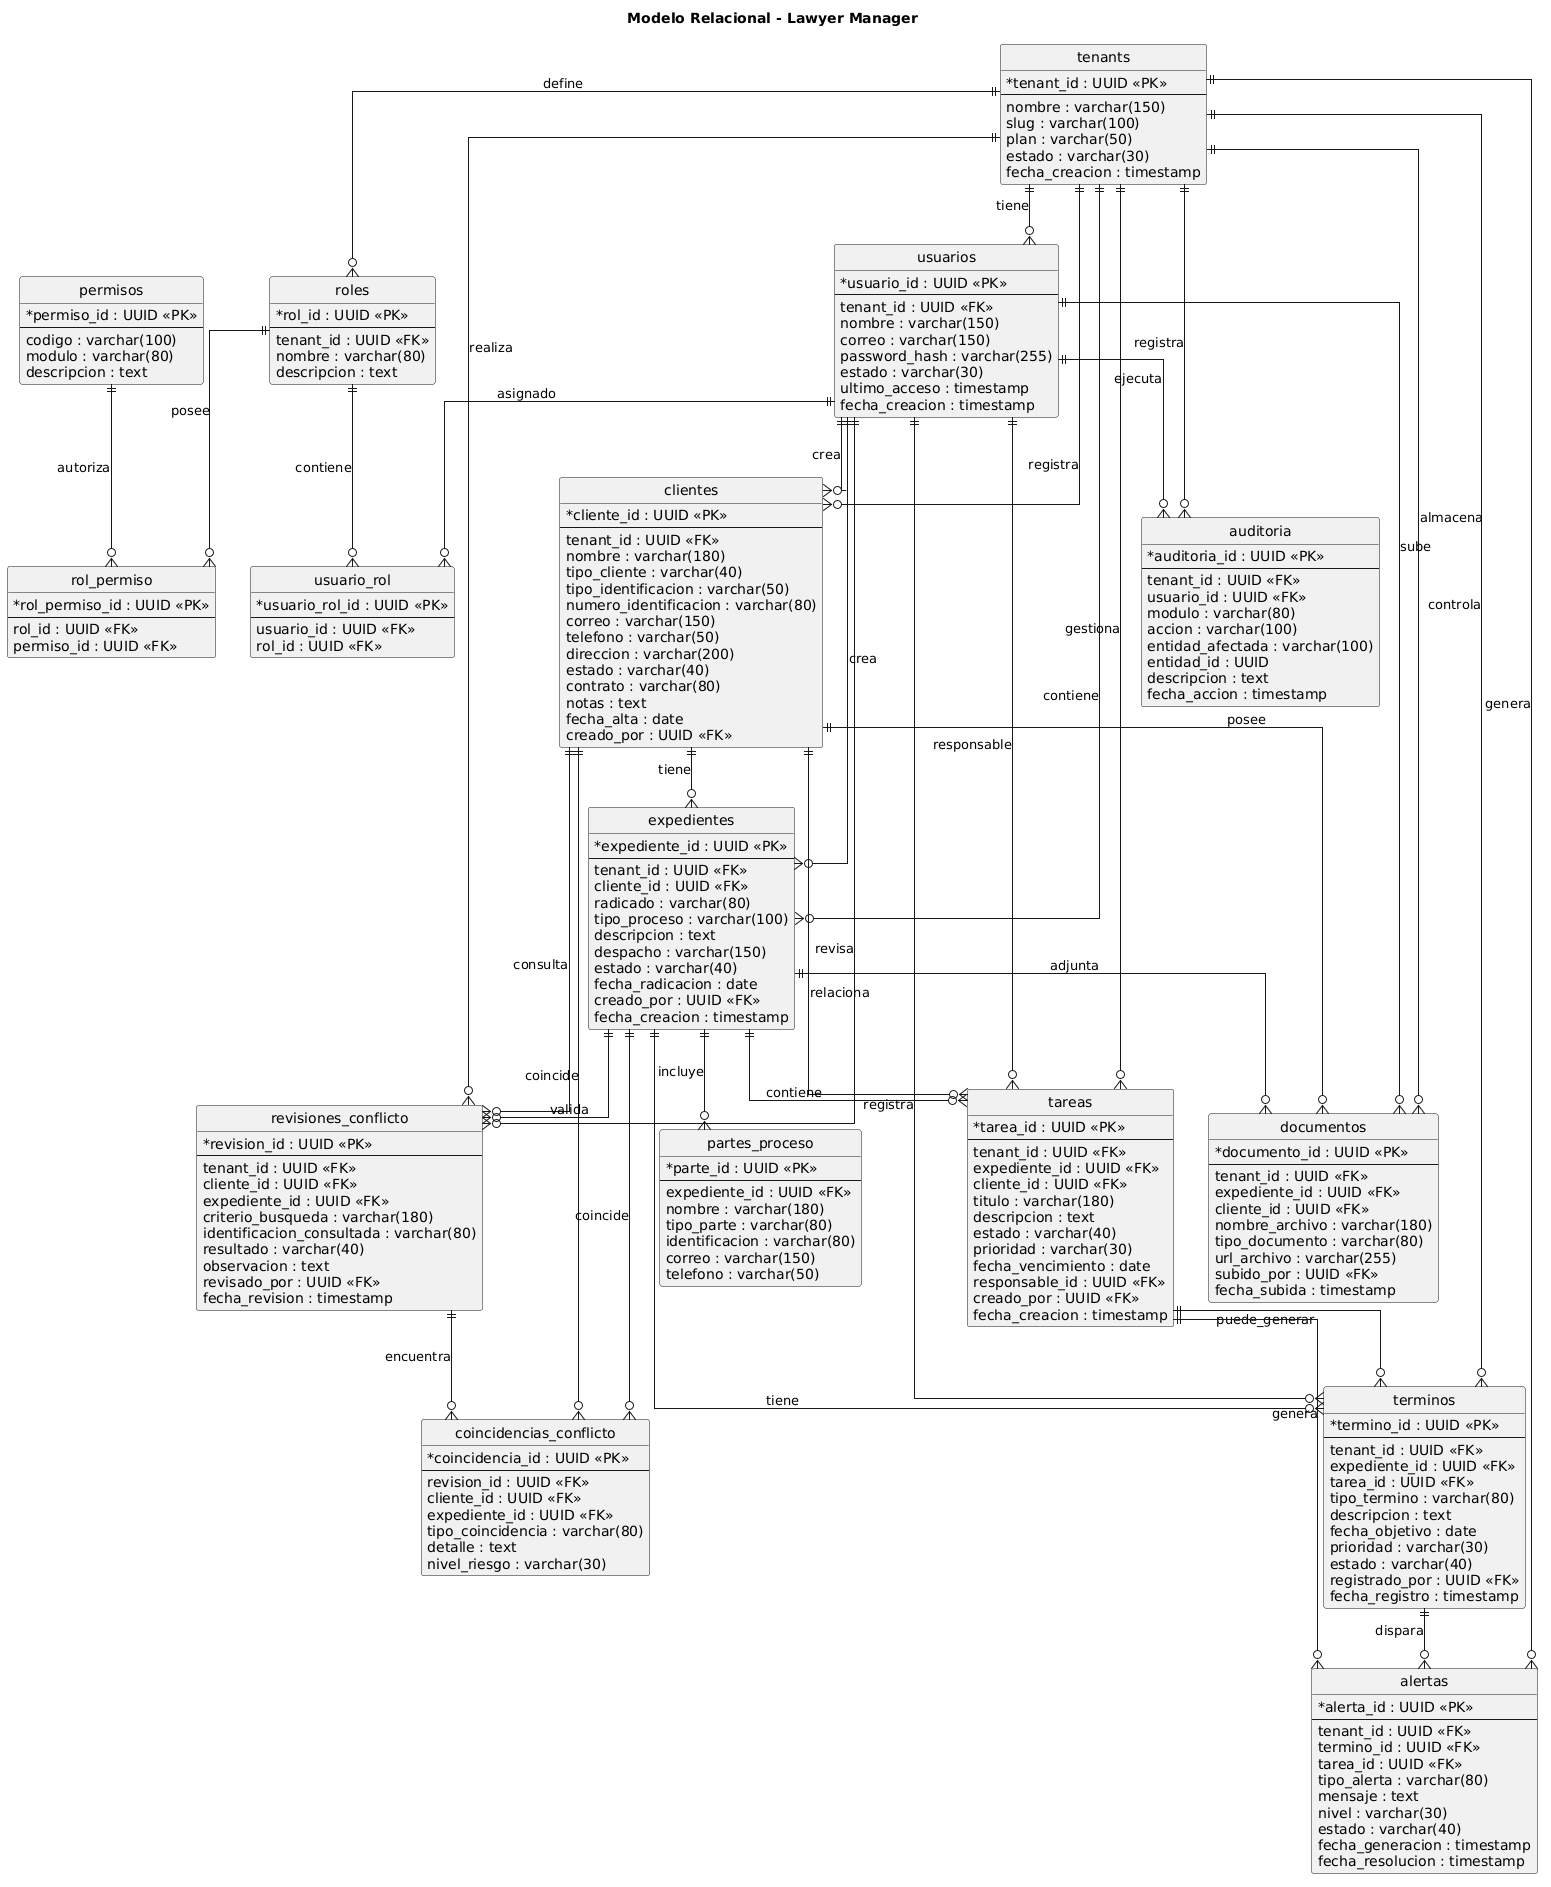 Modelo Relacional - Lawyer Manager
tenants
*tenant_id : UUID «PK»
nombre : varchar(150)
slug : varchar(100)
plan : varchar(50)
estado : varchar(30)
fecha_creacion : timestamp
define
tiene
usuarios
*usuario_id : UUID «PK»
tenant_id : UUID «FK»
nombre : varchar(150)
correo : varchar(150)
password_hash : varchar(255)
estado : varchar(30)
ultimo_acceso : timestamp
fecha_creacion : timestamp
permisos
*permiso_id : UUID «PK»
codigo : varchar(100)
modulo : varchar(80)
descripcion : text
roles
*rol_id : UUID «PK»
tenant_id : UUID «FK»
nombre : varchar(80)
descripcion : text
realiza
registra
ejecuta
asignado
posee
autoriza
contiene
crea
registra
rol_permiso
*rol_permiso_id : UUID «PK»
rol_id : UUID «FK»
permiso_id : UUID «FK»
usuario_rol
*usuario_rol_id : UUID «PK»
usuario_id : UUID «FK»
rol_id : UUID «FK»
clientes
*cliente_id : UUID «PK»
tenant_id : UUID «FK»
nombre : varchar(180)
tipo_cliente : varchar(40)
tipo_identificacion : varchar(50)
numero_identificacion : varchar(80)
correo : varchar(150)
telefono : varchar(50)
direccion : varchar(200)
estado : varchar(40)
contrato : varchar(80)
notas : text
fecha_alta : date
creado_por : UUID «FK»
auditoria
*auditoria_id : UUID «PK»
tenant_id : UUID «FK»
usuario_id : UUID «FK»
modulo : varchar(80)
accion : varchar(100)
entidad_afectada : varchar(100)
entidad_id : UUID
descripcion : text
fecha_accion : timestamp
almacena
sube
controla
gestiona
crea
contiene
genera
posee
responsable
tiene
expedientes
*expediente_id : UUID «PK»
tenant_id : UUID «FK»
cliente_id : UUID «FK»
radicado : varchar(80)
tipo_proceso : varchar(100)
descripcion : text
despacho : varchar(150)
estado : varchar(40)
fecha_radicacion : date
creado_por : UUID «FK»
fecha_creacion : timestamp
revisa
consulta
adjunta
relaciona
coincide
incluye
contiene
valida
registra
revisiones_conflicto
*revision_id : UUID «PK»
tenant_id : UUID «FK»
cliente_id : UUID «FK»
expediente_id : UUID «FK»
criterio_busqueda : varchar(180)
identificacion_consultada : varchar(80)
resultado : varchar(40)
observacion : text
revisado_por : UUID «FK»
fecha_revision : timestamp
coincide
partes_proceso
*parte_id : UUID «PK»
expediente_id : UUID «FK»
nombre : varchar(180)
tipo_parte : varchar(80)
identificacion : varchar(80)
correo : varchar(150)
telefono : varchar(50)
tareas
*tarea_id : UUID «PK»
tenant_id : UUID «FK»
expediente_id : UUID «FK»
cliente_id : UUID «FK»
titulo : varchar(180)
descripcion : text
estado : varchar(40)
prioridad : varchar(30)
fecha_vencimiento : date
responsable_id : UUID «FK»
creado_por : UUID «FK»
fecha_creacion : timestamp
documentos
*documento_id : UUID «PK»
tenant_id : UUID «FK»
expediente_id : UUID «FK»
cliente_id : UUID «FK»
nombre_archivo : varchar(180)
tipo_documento : varchar(80)
url_archivo : varchar(255)
subido_por : UUID «FK»
fecha_subida : timestamp
puede_generar
encuentra
tiene
genera
coincidencias_conflicto
*coincidencia_id : UUID «PK»
revision_id : UUID «FK»
cliente_id : UUID «FK»
expediente_id : UUID «FK»
tipo_coincidencia : varchar(80)
detalle : text
nivel_riesgo : varchar(30)
terminos
*termino_id : UUID «PK»
tenant_id : UUID «FK»
expediente_id : UUID «FK»
tarea_id : UUID «FK»
tipo_termino : varchar(80)
descripcion : text
fecha_objetivo : date
prioridad : varchar(30)
estado : varchar(40)
registrado_por : UUID «FK»
fecha_registro : timestamp
dispara
alertas
*alerta_id : UUID «PK»
tenant_id : UUID «FK»
termino_id : UUID «FK»
tarea_id : UUID «FK»
tipo_alerta : varchar(80)
mensaje : text
nivel : varchar(30)
estado : varchar(40)
fecha_generacion : timestamp
fecha_resolucion : timestamp